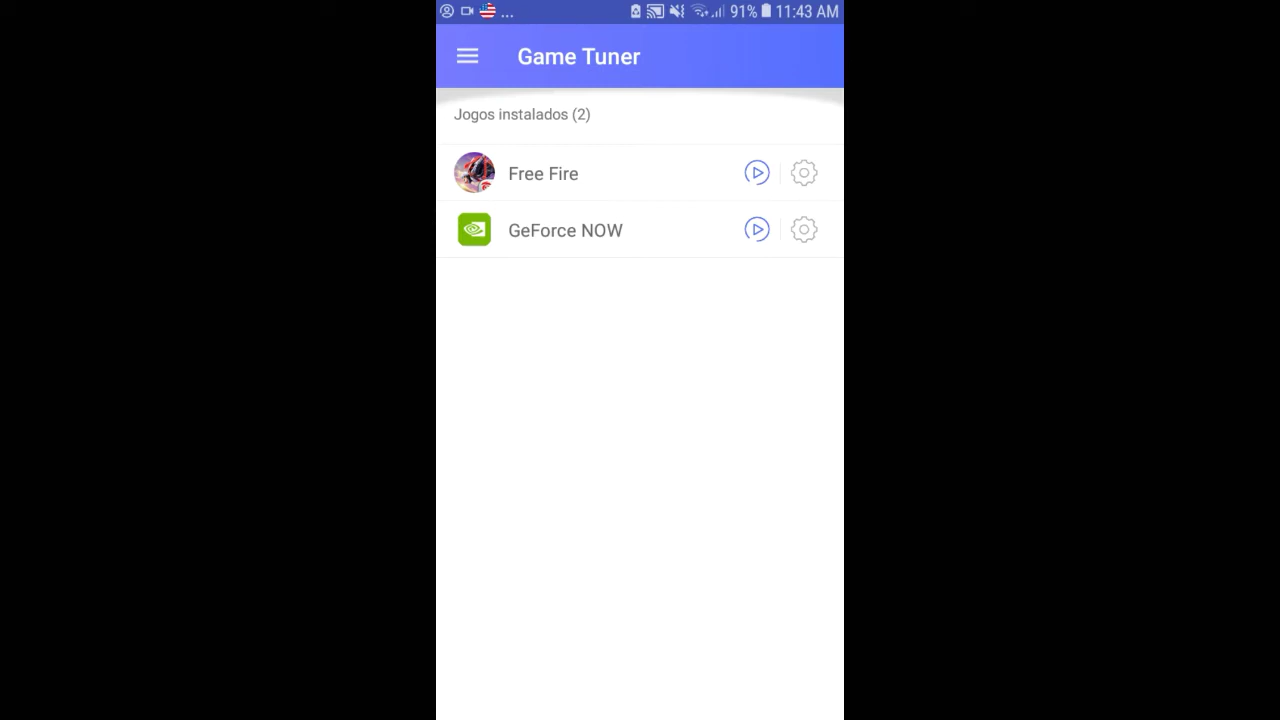 ... 91% 11:43 AM
Game Tuner
Jogos instalados (2)
Free Fire
GeForce NOW